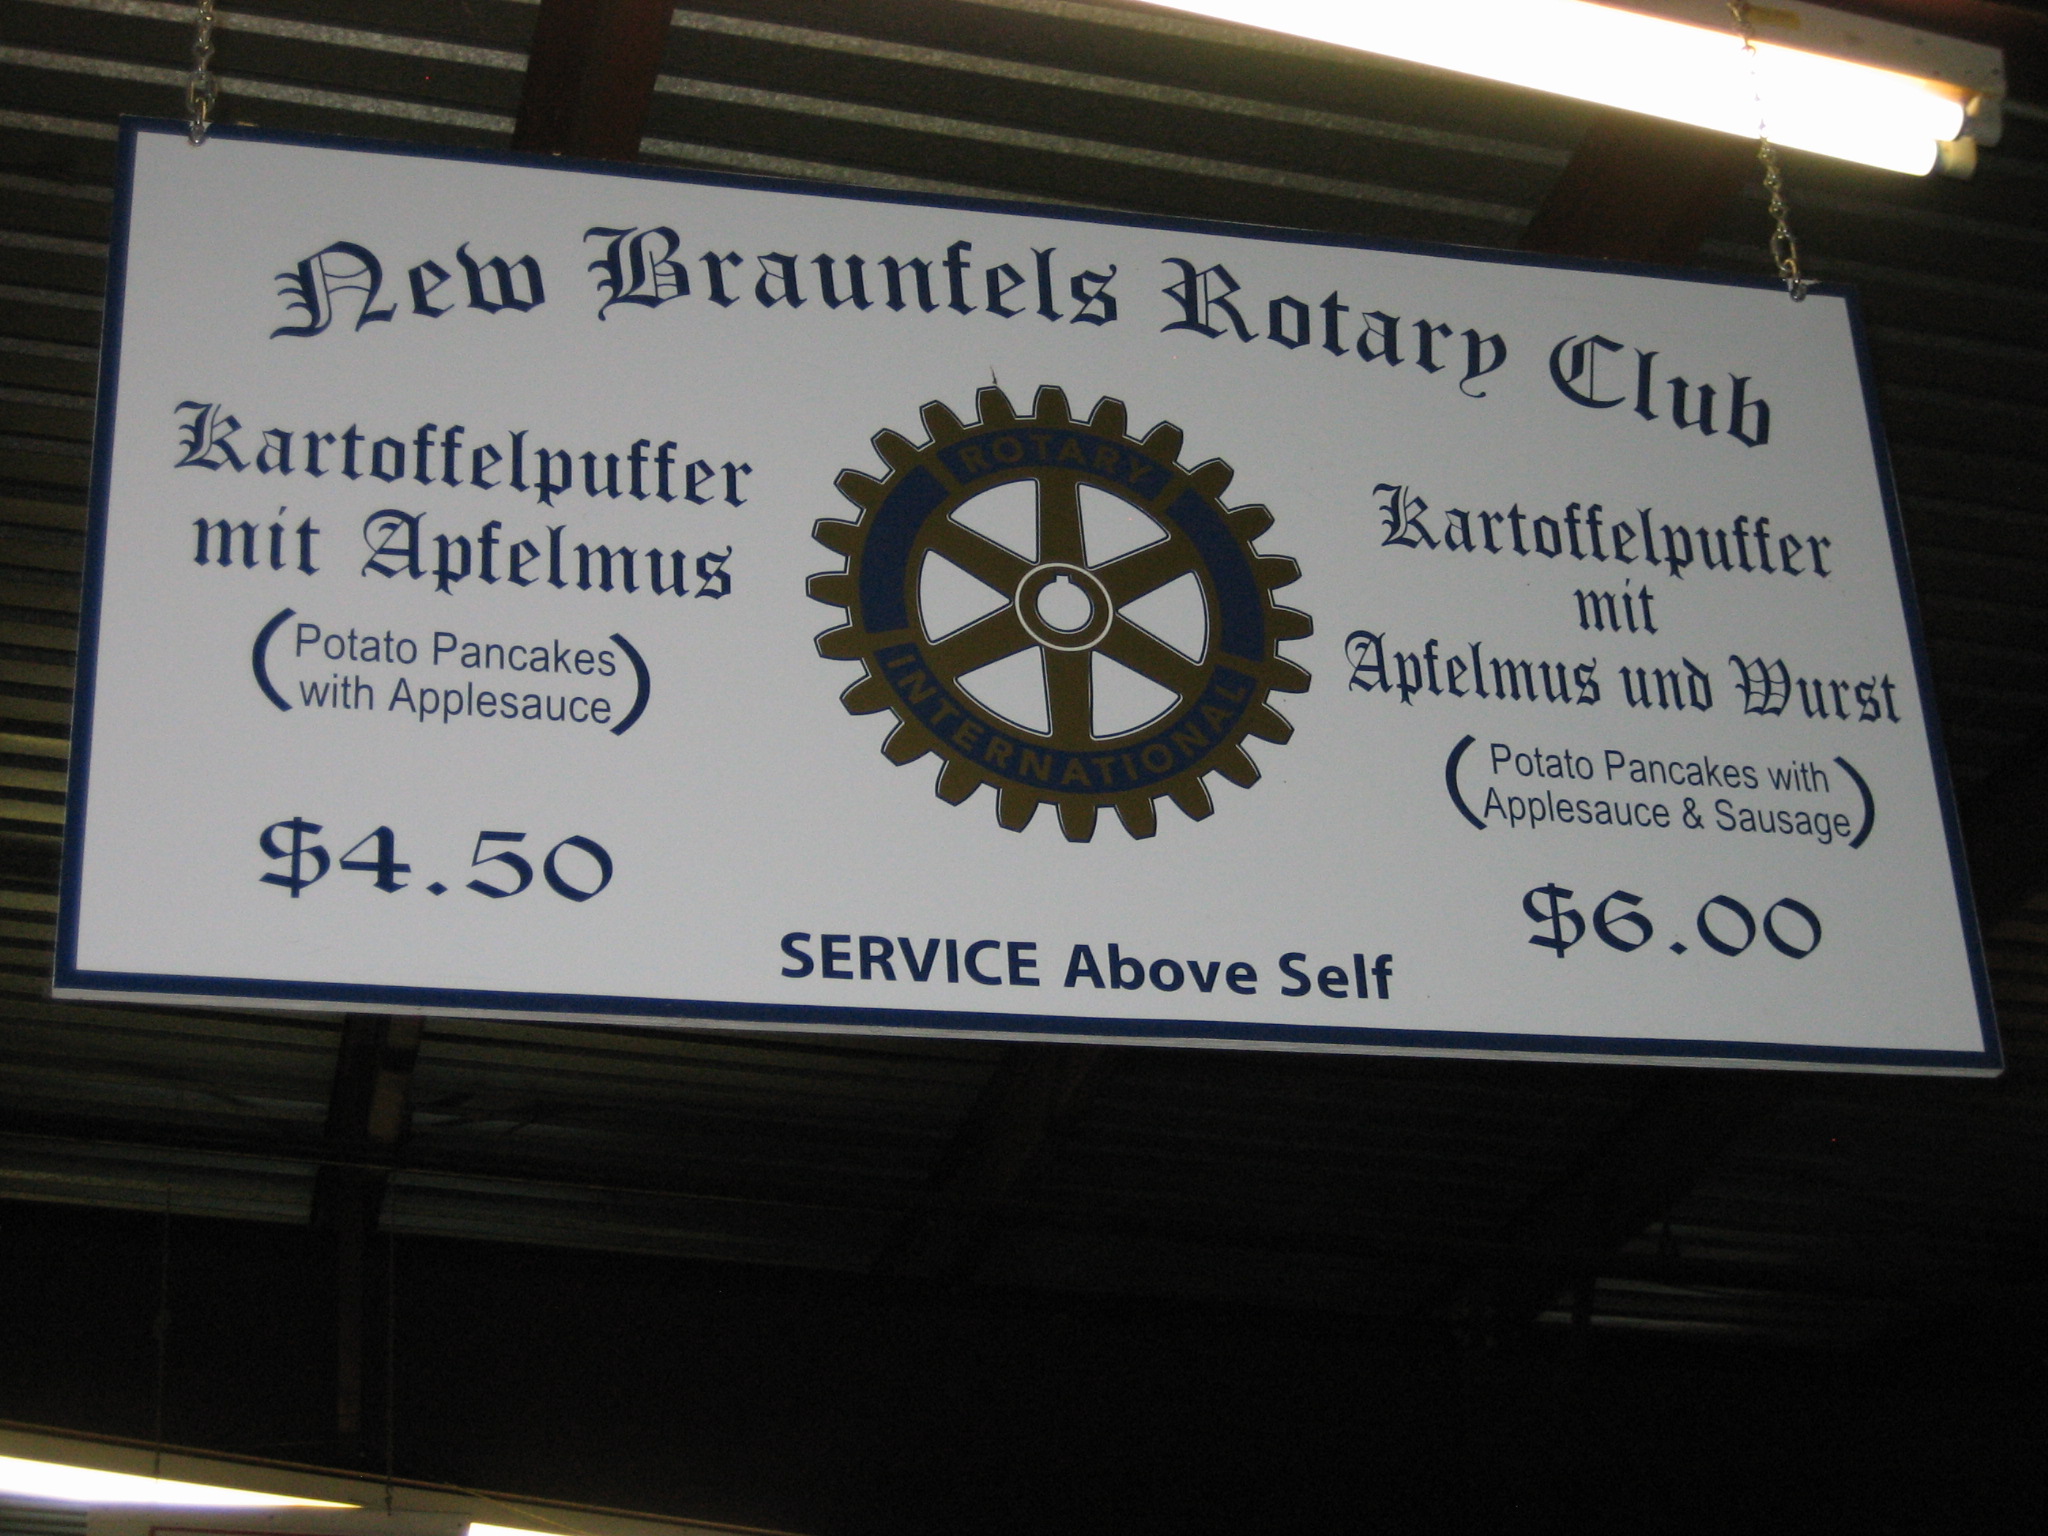 New Braunfels Rotary Club
Kartoffelpuffer
mit Apfelmus
(Potato Pancakes
with Applesauce)
$4.50
ROTARY
INTERNATIONAL
Kartoffelpuffer
mit
Apfelmus und Wurst
(Potato Pancakes with
Applesauce & Sausage)
$6.00
SERVICE Above Self